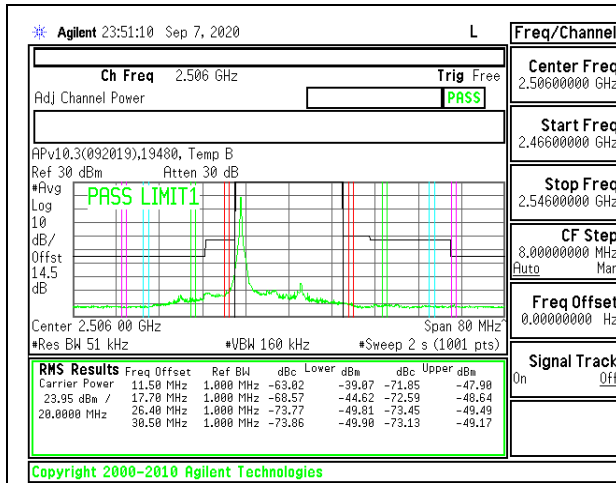 Agilent 23:51:10 Sep 7, 2020 L
Ch Freq 2.506 GHz Trig Free
Adj Channel Power PASS
APv10.3(092019),19480, Temp B
Ref 30 dBm Atten 30 dB
#Avg
Log
10
dB/
Offst
14.5
dB
PASS LIMIT1
Center 2.506 00 GHz Span 80 MHz
#Res BW 51 kHz #VBW 160 kHz #Sweep 2 s (1001 pts)
RMS Results Freq Offset Ref BW dBc Lower dBm dBc Upper dBm
Carrier Power 11.50 MHz 1.000 MHz -63.02 -39.07 -71.85 -47.90
23.95 dBm / 17.70 MHz 1.000 MHz -68.57 -44.62 -72.59 -48.64
20.0000 MHz 26.40 MHz 1.000 MHz -73.77 -49.81 -73.45 -49.49
30.50 MHz 1.000 MHz -73.86 -49.90 -73.13 -49.17
Copyright 2000-2010 Agilent Technologies
Freq/Channel
Center Freq
2.50600000 GHz
Start Freq
2.46600000 GHz
Stop Freq
2.54600000 GHz
CF Step
8.00000000 MHz
Auto Man
Freq Offset
0.00000000 Hz
Signal Track
On Off